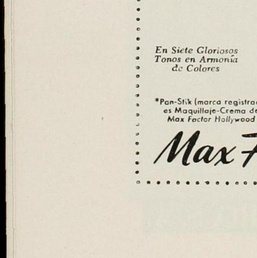 En Siete Gloriosos
Tonos en Armonía
de Colores
*Pan-Stik (marca registrad
es Maquillaje-Crema de
Max Factor Hollywood
Max F